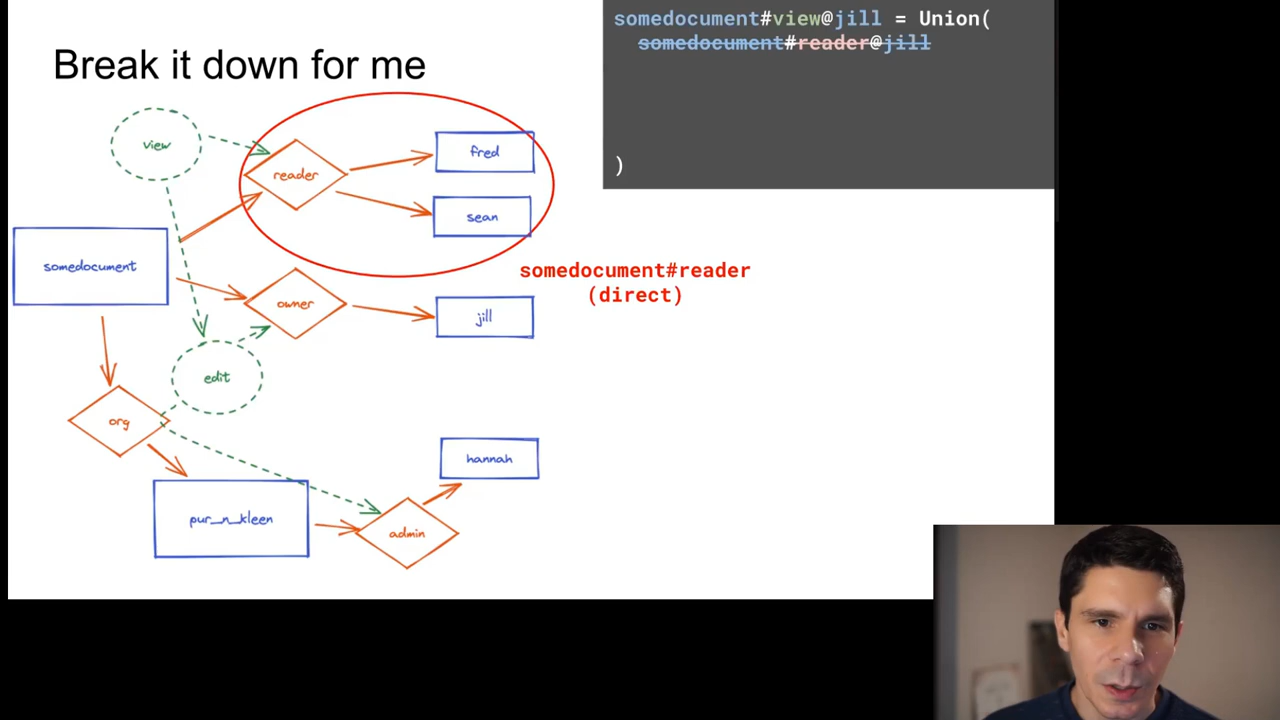 Break it down for me
somedocument#view@jill = Union(
somedocument#reader@jill
)
view
reader
fred
sean
somedocument
somedocument#reader
(direct)
owner
jill
edit
org
hannah
pur_n_kleen
admin